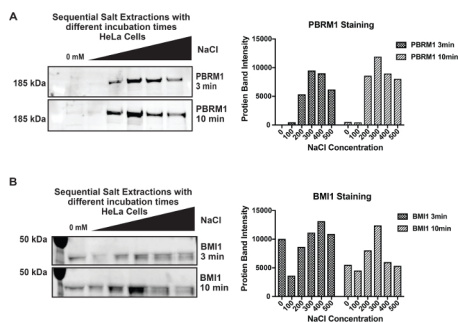 A
Sequential Salt Extractions with
different incubation times
HeLa Cells
0 mM
NaCl
185 kDa
PBRM1
3 min
185 kDa
PBRM1
10 min
PBRM1 Staining
Protien Band Intensity
15000
10000
5000
0
0 100 200 300 400 500 0 100 200 300 400 500
NaCl Concentration
PBRM1 3min
PBRM1 10min
B
Sequential Salt Extractions with
different incubation times
HeLa Cells
0 mM
NaCl
50 kDa
BMI1
3 min
50 kDa
BMI1
10 min
BMI1 Staining
Protien Band Intensity
15000
10000
5000
0
0 100 200 300 400 500 0 100 200 300 400 500
NaCl Concentration
BMI1 3min
BMI1 10min